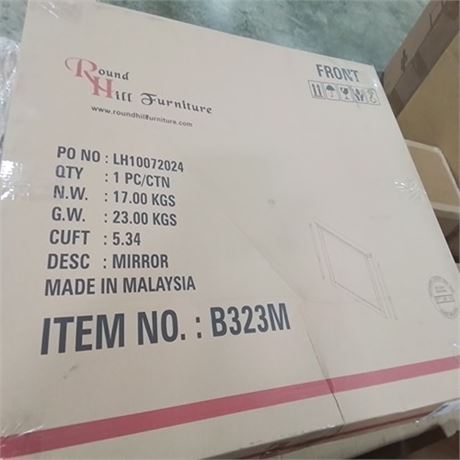 Round
Hill Furniture
www.roundhillfurniture.com
FRONT
PO NO : LH10072024
QTY : 1 PC/CTN
N.W. : 17.00 KGS
G.W. : 23.00 KGS
CUFT : 5.34
DESC : MIRROR
MADE IN MALAYSIA
ITEM NO. : B323M